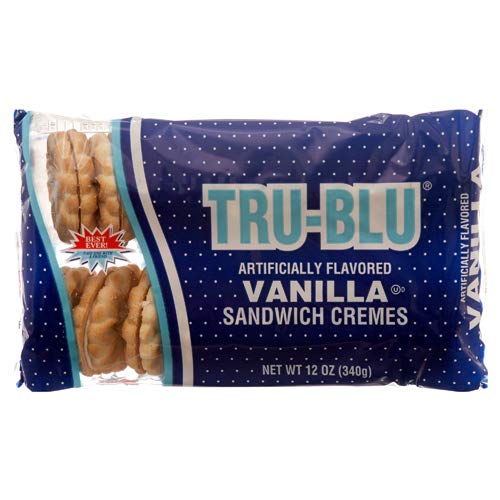 BEST
EVER!
TRU-BLU®
ARTIFICIALLY FLAVORED
VANILLA
SANDWICH CREMES
NET WT 12 OZ (340g)
ARTIFICIALLY FLAVORED
VANILLA